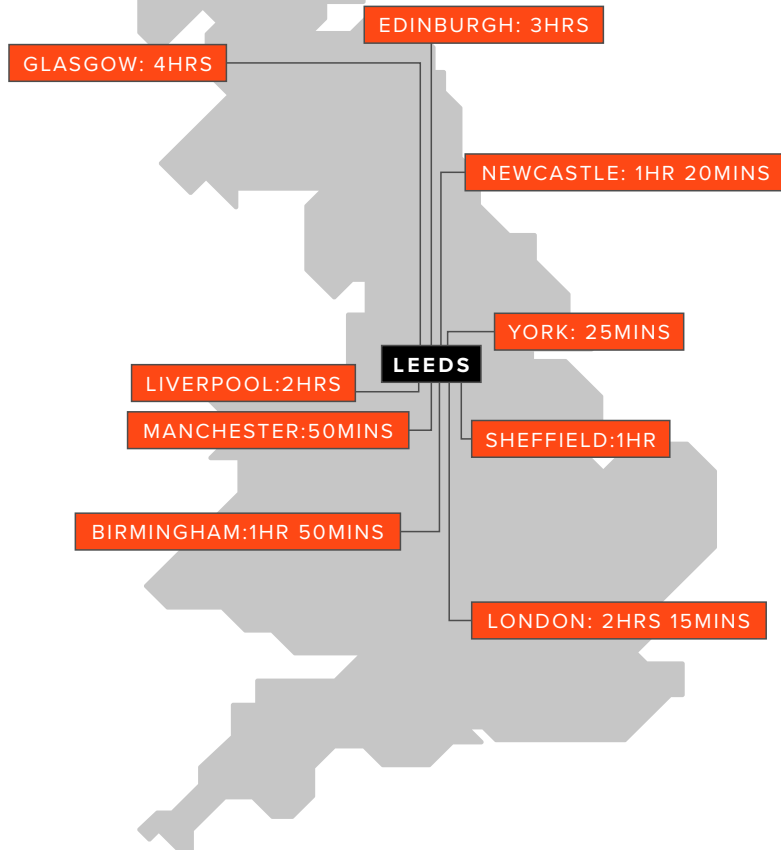 EDINBURGH: 3HRS
GLASGOW: 4HRS
NEWCASTLE: 1HR 20MINS
YORK: 25MINS
LEEDS
LIVERPOOL:2HRS
MANCHESTER:50MINS
SHEFFIELD:1HR
BIRMINGHAM:1HR 50MINS
LONDON: 2HRS 15MINS